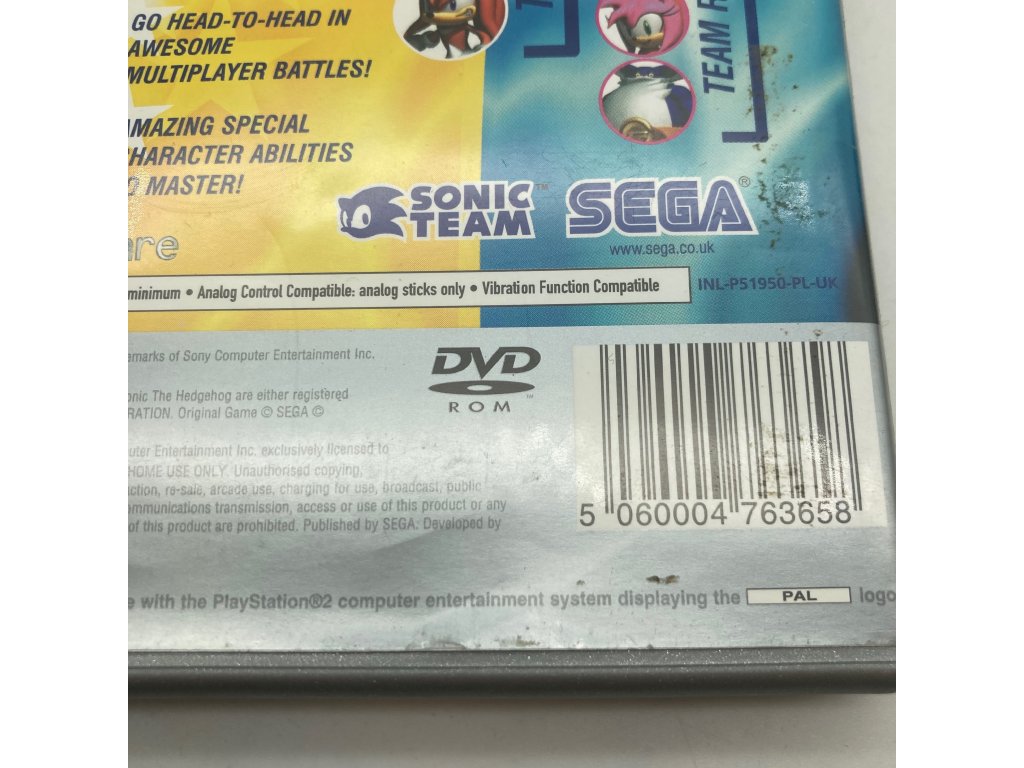 GO HEAD-TO-HEAD IN
AWESOME
MULTIPLAYER BATTLES!
AMAZING SPECIAL
CHARACTER ABILITIES
MASTER!
TEAM R
SONIC TEAM™
SEGA®
www.sega.co.uk
minimum • Analog Control Compatible: analog sticks only • Vibration Function Compatible
INL-P51950-PL-UK
emarks of Sony Computer Entertainment Inc.
onic The Hedgehog are either registered
RATION. Original Game © SEGA ©
uter Entertainment Inc. exclusively licensed to
HOME USE ONLY. Unauthorised copying,
ction, re-sale, arcade use, charging for use, broadcast, public
ommunications transmission, access or use of this product or any
of this product are prohibited. Published by SEGA. Developed by
DVD™
ROM
5 060004 763658
e with the PlayStation®2 computer entertainment system displaying the PAL logo